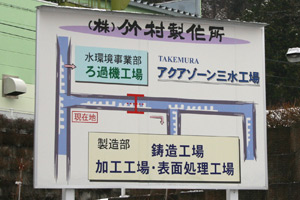 (株)竹村製作所
水環境事業部
ろ過機工場
TAKEMURA
アクアゾーン三水工場
現在地
製造部
鋳造工場
加工工場・表面処理工場